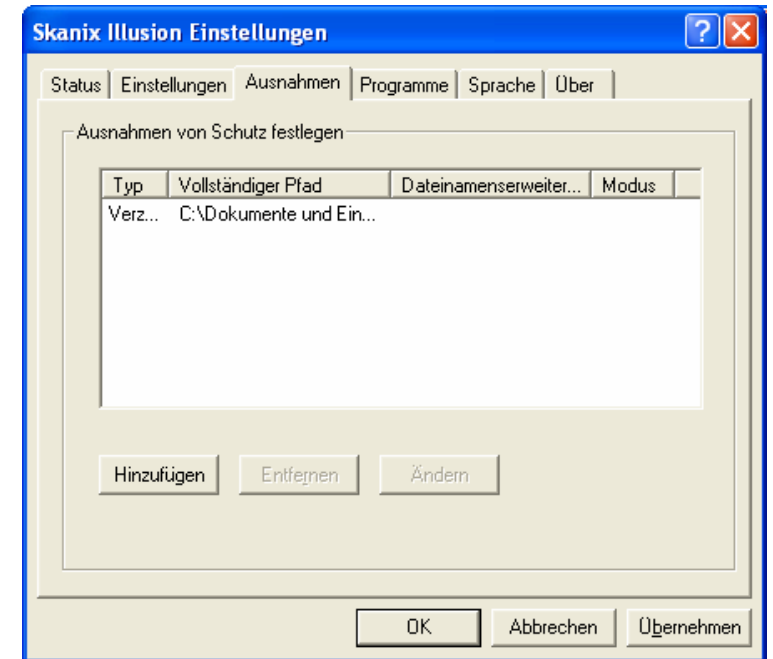 Skanix Illusion Einstellungen
Status Einstellungen Ausnahmen Programme Sprache Über
Ausnahmen von Schutz festlegen
Typ Vollständiger Pfad Dateinamenserweiter... Modus
Verz... C:\Dokumente und Ein...
Hinzufügen Entfernen Ändern
OK Abbrechen Übernehmen